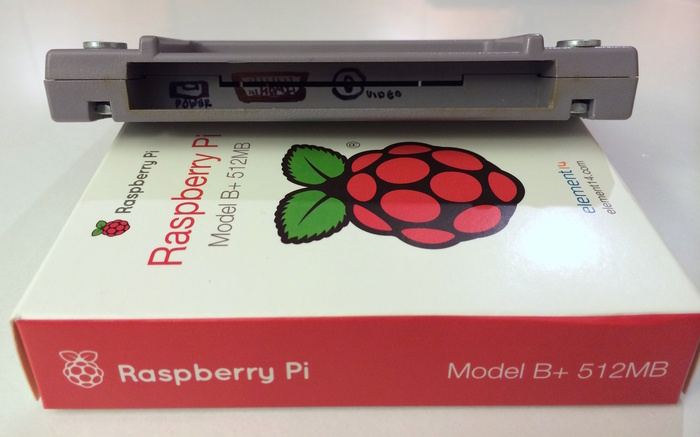 POWER
HDMI
VIDEO
Raspberry Pi
Raspberry Pi
Model B+ 512MB
®
element14
element14.com
Raspberry Pi
Model B+ 512MB